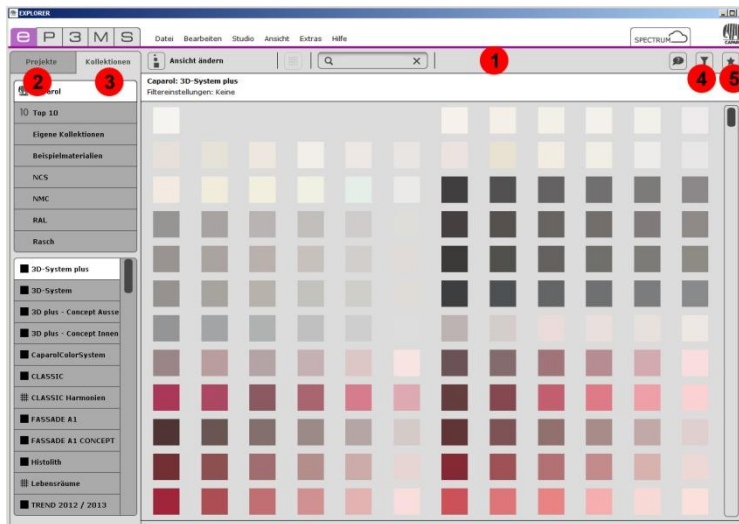 EXPLORER
e P 3 M S
Datei Bearbeiten Studio Ansicht Extras Hilfe
SPECTRUM
Projekte
Kollektionen
Ansicht ändern
1
2
3
4
5
Caparol: 3D-System plus
Filtereinstellungen: Keine
10 Top 10
Eigene Kollektionen
Beispielmaterialien
NCS
NMC
RAL
Rasch
3D-System plus
3D-System
3D plus - Concept Ausse
3D plus - Concept Innen
CaparolColorSystem
CLASSIC
CLASSIC Harmonien
FASSADE A1
FASSADE A1 CONCEPT
Histolith
Lebensräume
TREND 2012 / 2013